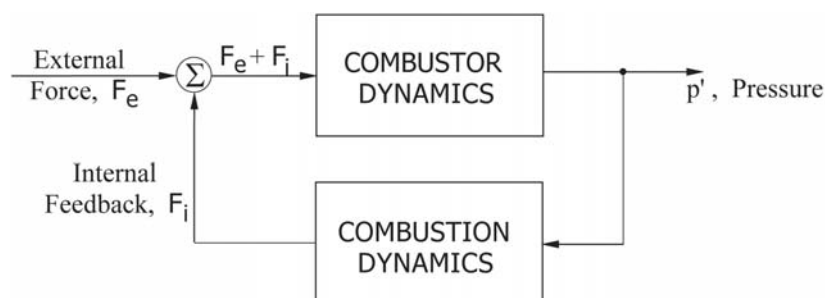 External
Force, Fe
Σ
Fe + Fi
COMBUSTOR
DYNAMICS
p' , Pressure
Internal
Feedback, Fi
COMBUSTION
DYNAMICS